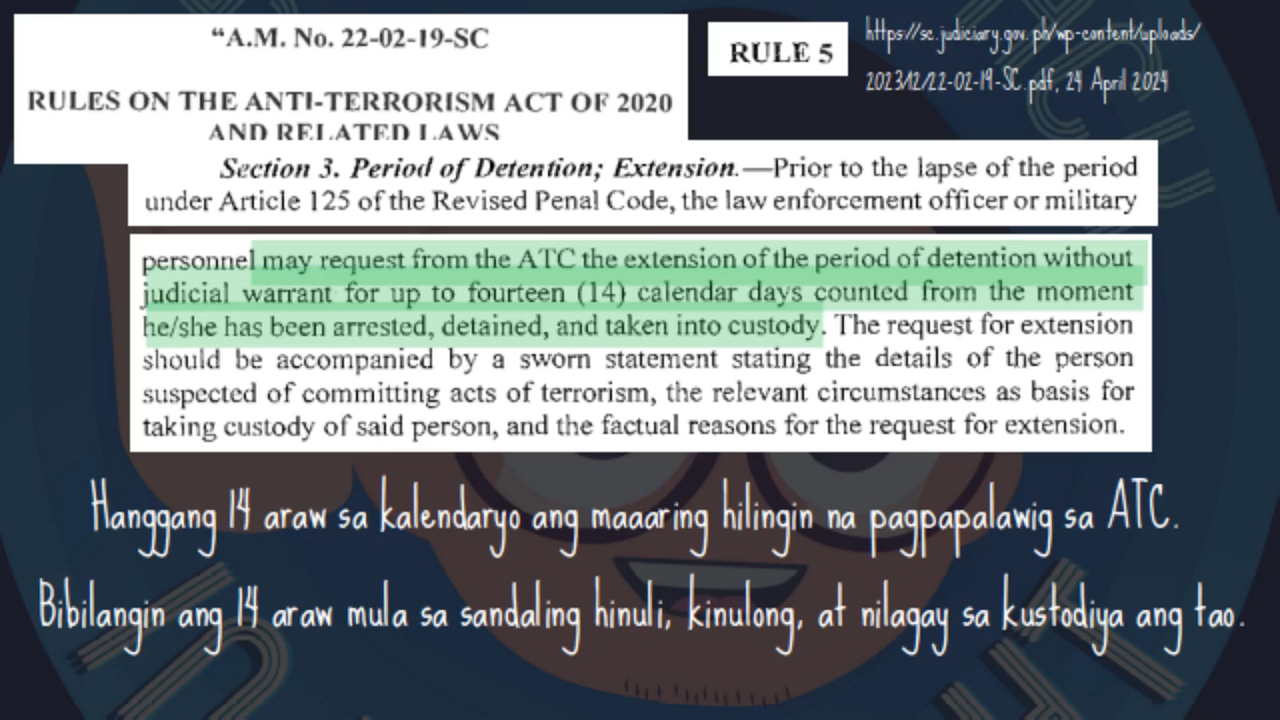 “A.M. No. 22-02-19-SC
RULES ON THE ANTI-TERRORISM ACT OF 2020
AND RELATED LAWS
RULE 5
https://sc.judiciary.gov.ph/wp-content/uploads/
2023/12/22-02-19-SC.pdf, 24 April 2024
Section 3. Period of Detention; Extension.—Prior to the lapse of the period
under Article 125 of the Revised Penal Code, the law enforcement officer or military
personnel may request from the ATC the extension of the period of detention without
judicial warrant for up to fourteen (14) calendar days counted from the moment
he/she has been arrested, detained, and taken into custody. The request for extension
should be accompanied by a sworn statement stating the details of the person
suspected of committing acts of terrorism, the relevant circumstances as basis for
taking custody of said person, and the factual reasons for the request for extension.
Hanggang 14 araw sa kalendaryo ang maaaring hilingin na pagpapalawig sa ATC.
Bibilangin ang 14 araw mula sa sandaling hinuli, kinulong, at nilagay sa kustodiya ang tao.